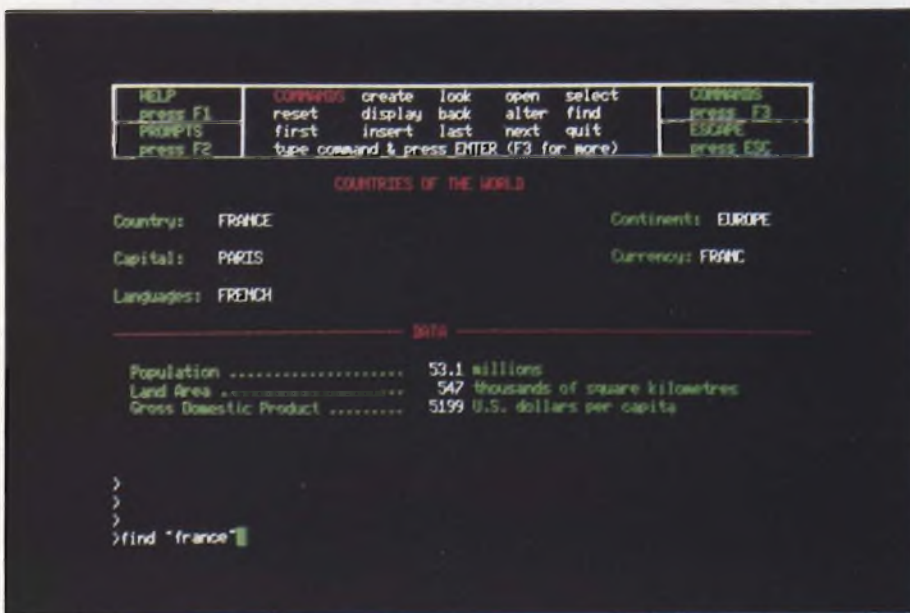 HELP press F1
PROMPTS press F2
COMMANDS create look open select
reset display back alter find
first insert last next quit
type command & press ENTER (F3 for more)
COMMANDS press F3
ESCAPE press ESC
COUNTRIES OF THE WORLD
Country: FRANCE Continent: EUROPE
Capital: PARIS Currency: FRANC
Languages: FRENCH
DATA
Population .................... 53.1 millions
Land Area ..................... 547 thousands of square kilometres
Gross Domestic Product ......... 5199 U.S. dollars per capita
>
>
>
>find "france"